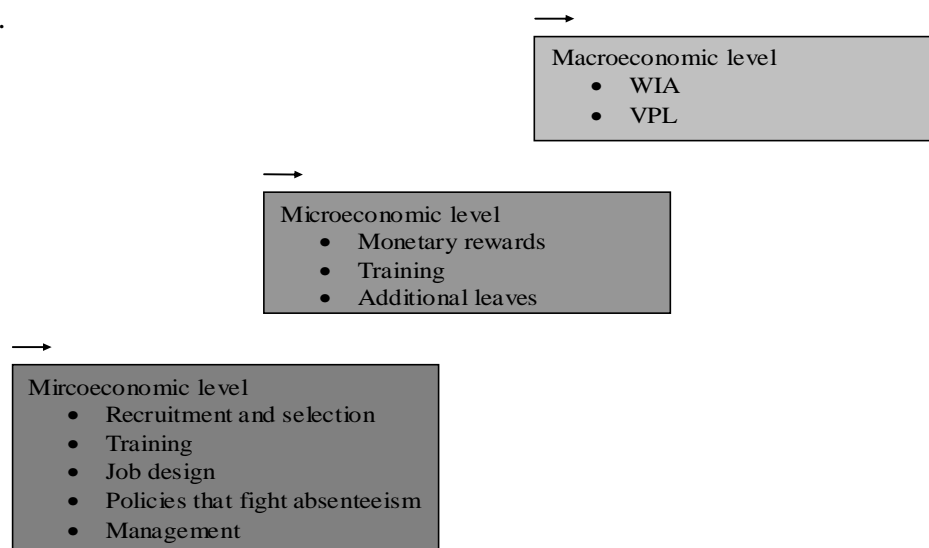 .
Macroeconomic level
• WIA
• VPL
Microeconomic level
• Monetary rewards
• Training
• Additional leaves
Mircoeconomic level
• Recruitment and selection
• Training
• Job design
• Policies that fight absenteeism
• Management